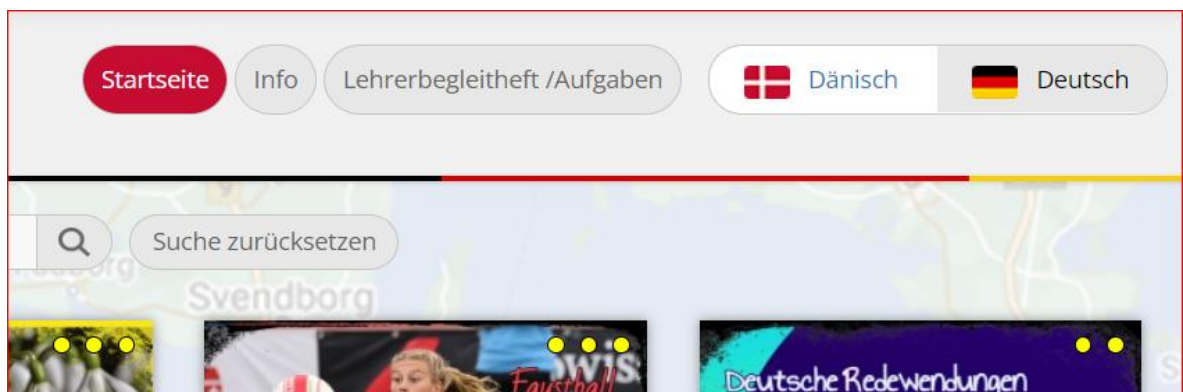 Startseite Info Lehrerbegleitheft /Aufgaben Dänisch Deutsch
Suche zurücksetzen
Svendborg
Faustball
Deutsche Redewendungen